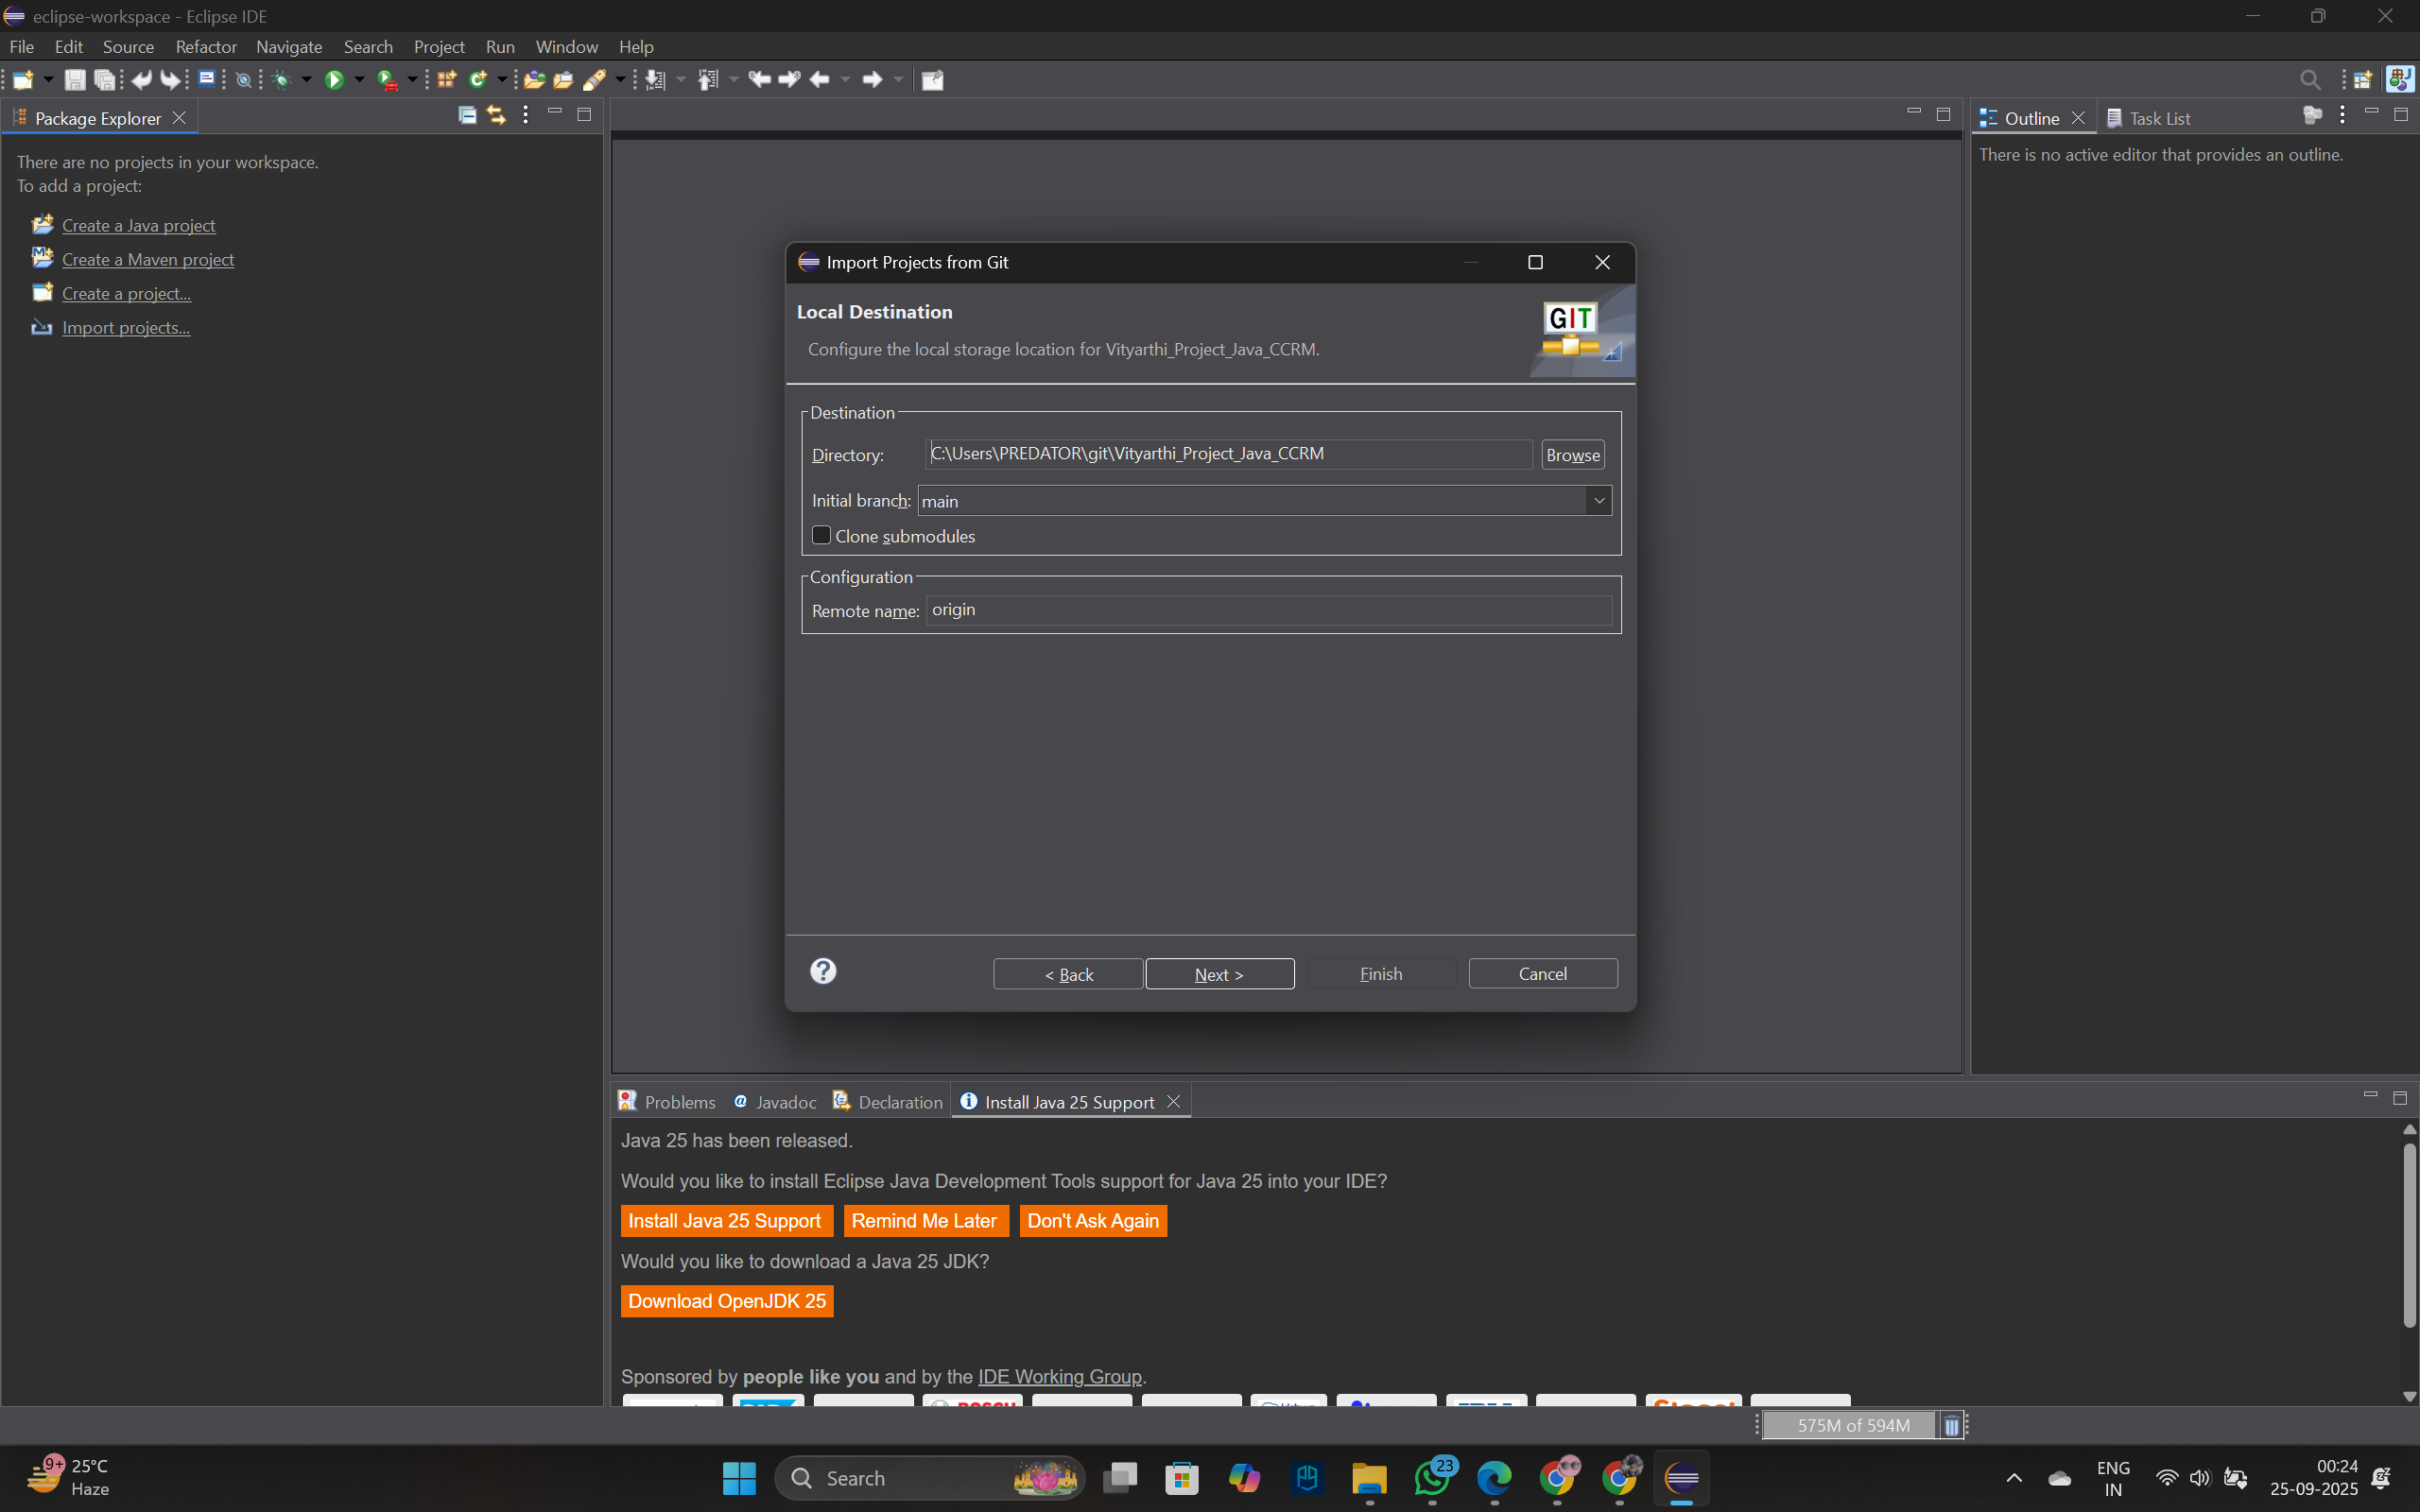 eclipse-workspace - Eclipse IDE
File Edit Source Refactor Navigate Search Project Run Window Help
Package Explorer
There are no projects in your workspace.
To add a project:
Create a Java project
Create a Maven project
Create a project...
Import projects...
Import Projects from Git
Local Destination
Configure the local storage location for Vityarthi_Project_Java_CCRM.
GIT
Destination
Directory: C:\Users\PREDATOR\git\Vityarthi_Project_Java_CCRM Browse
Initial branch: main
Clone submodules
Configuration
Remote name: origin
< Back Next > Finish Cancel
Outline Task List
There is no active editor that provides an outline.
Problems Javadoc Declaration Install Java 25 Support
Java 25 has been released.
Would you like to install Eclipse Java Development Tools support for Java 25 into your IDE?
Install Java 25 Support Remind Me Later Don't Ask Again
Would you like to download a Java 25 JDK?
Download OpenJDK 25
Sponsored by people like you and by the IDE Working Group.
575M of 594M
9+ 25°C
Haze
Search
23
ENG
IN
00:24
25-09-2025